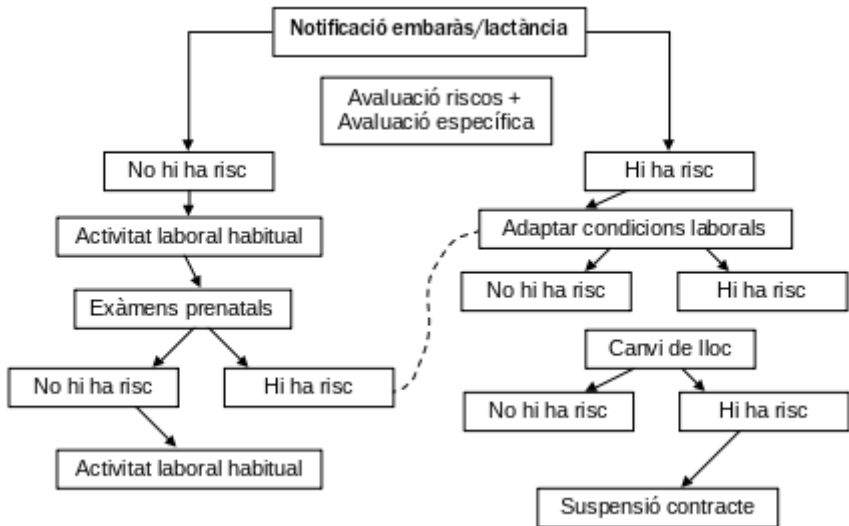 Notificació embaràs/lactància
Avaluació riscos +
Avaluació específica
No hi ha risc
Hi ha risc
Activitat laboral habitual
Adaptar condicions laborals
Exàmens prenatals
No hi ha risc
Hi ha risc
Canvi de lloc
No hi ha risc
Hi ha risc
No hi ha risc
Hi ha risc
Activitat laboral habitual
Suspensió contracte